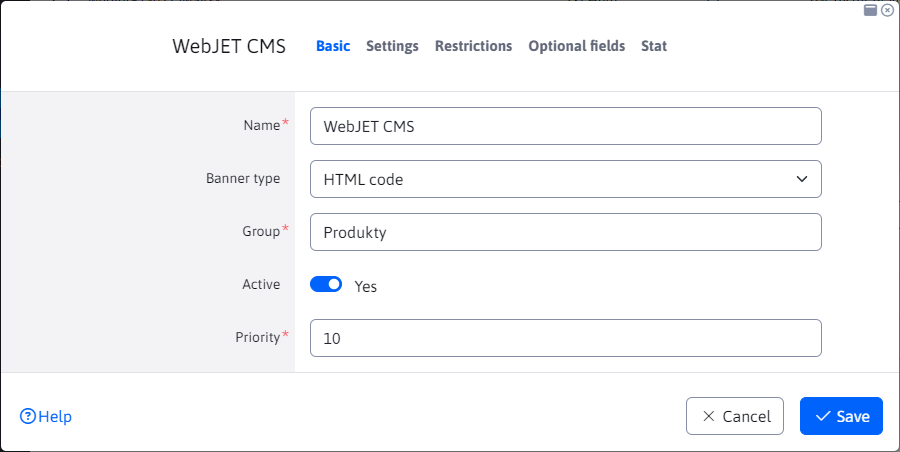 WebJET CMS Basic Settings Restrictions Optional fields Stat
Name* WebJET CMS
Banner type HTML code
Group* Produkty
Active Yes
Priority* 10
Help Cancel Save